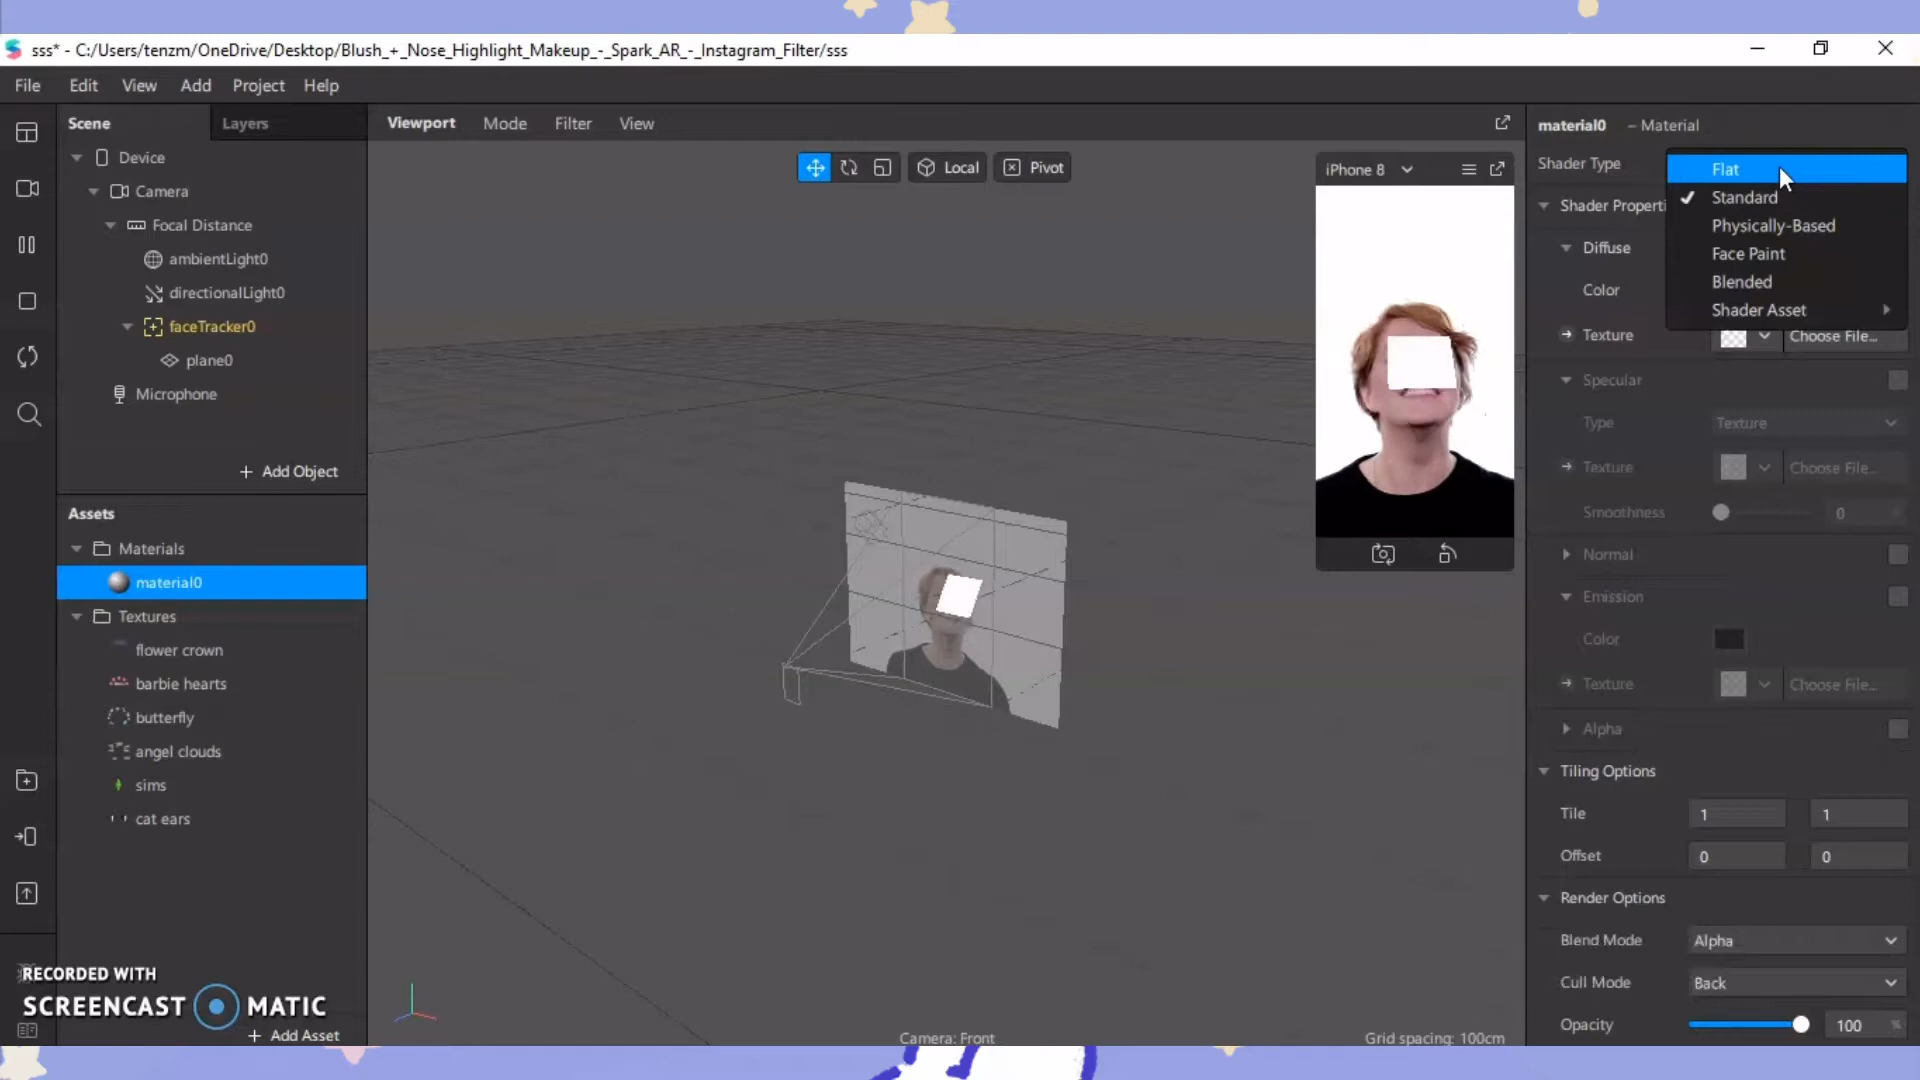 sss* - C:/Users/tenzm/OneDrive/Desktop/Blush_+_Nose_Highlight_Makeup_-_Spark_AR_-_Instagram_Filter/sss
File Edit View Add Project Help
Scene Layers
Device
Camera
Focal Distance
ambientLight0
directionalLight0
faceTracker0
plane0
Microphone
+ Add Object
Assets
Materials
material0
Textures
flower crown
barbie hearts
butterfly
angel clouds
sims
cat ears
RECORDED WITH
SCREENCAST MATIC
+ Add Asset
Viewport Mode Filter View
Local Pivot
iPhone 8
Camera: Front
Grid spacing: 100cm
material0 – Material
Shader Type
Flat
Standard
Physically-Based
Face Paint
Blended
Shader Asset
Shader Properti
Diffuse
Color
Texture Choose File...
Specular
Type Texture
Texture Choose File...
Smoothness 0
Normal
Emission
Color
Texture Choose File...
Alpha
Tiling Options
Tile 1 1
Offset 0 0
Render Options
Blend Mode Alpha
Cull Mode Back
Opacity 100 %